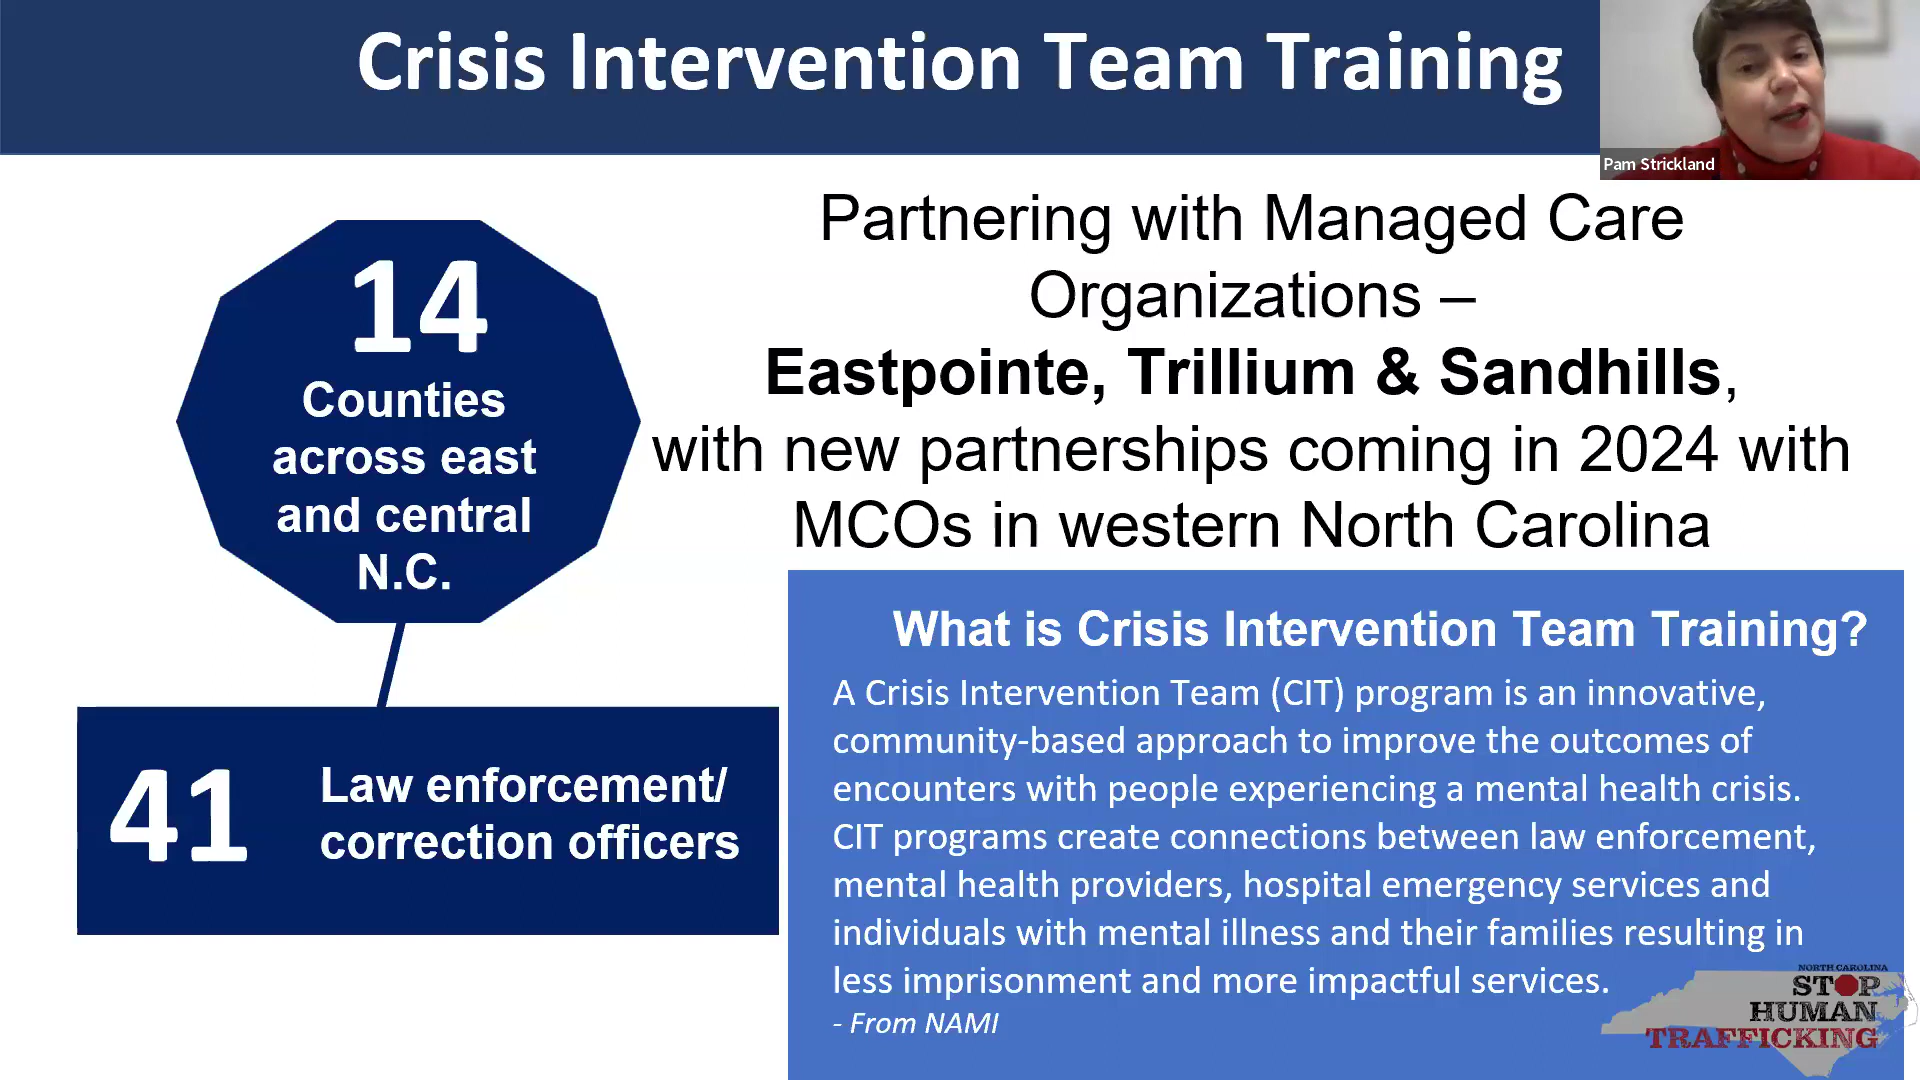 Crisis Intervention Team Training
Pam Strickland
14
Counties
across east
and central
N.C.
41
Law enforcement/
correction officers
Partnering with Managed Care
Organizations –
Eastpointe, Trillium & Sandhills,
with new partnerships coming in 2024 with
MCOs in western North Carolina
What is Crisis Intervention Team Training?
A Crisis Intervention Team (CIT) program is an innovative,
community-based approach to improve the outcomes of
encounters with people experiencing a mental health crisis.
CIT programs create connections between law enforcement,
mental health providers, hospital emergency services and
individuals with mental illness and their families resulting in
less imprisonment and more impactful services.
- From NAMI
NORTH CAROLINA
STOP
HUMAN
TRAFFICKING